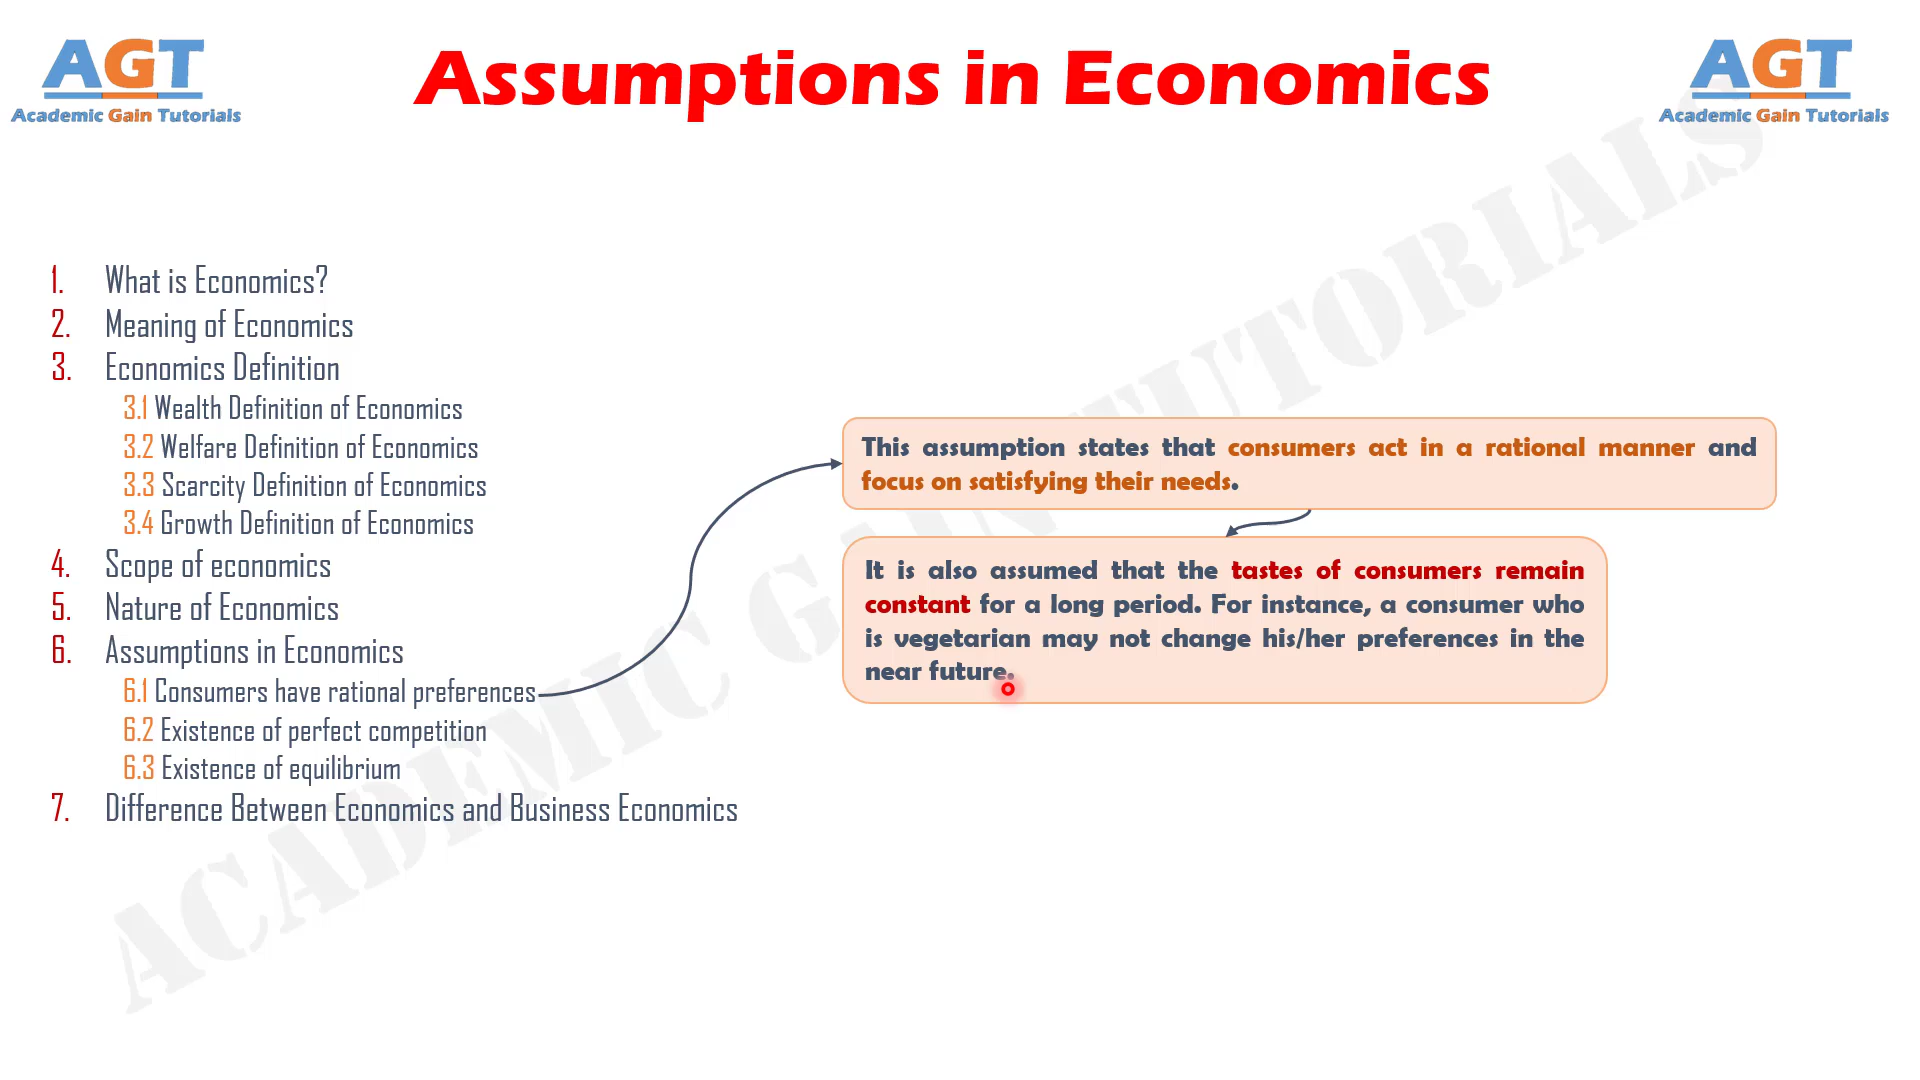 AGT
Academic Gain Tutorials
Assumptions in Economics
AGT
Academic Gain Tutorials
1. What is Economics?
2. Meaning of Economics
3. Economics Definition
3.1 Wealth Definition of Economics
3.2 Welfare Definition of Economics
3.3 Scarcity Definition of Economics
3.4 Growth Definition of Economics
4. Scope of economics
5. Nature of Economics
6. Assumptions in Economics
6.1 Consumers have rational preferences
6.2 Existence of perfect competition
6.3 Existence of equilibrium
7. Difference Between Economics and Business Economics
This assumption states that consumers act in a rational manner and
focus on satisfying their needs.
It is also assumed that the tastes of consumers remain
constant for a long period. For instance, a consumer who
is vegetarian may not change his/her preferences in the
near future.
ACADEMIC GAIN TUTORIALS